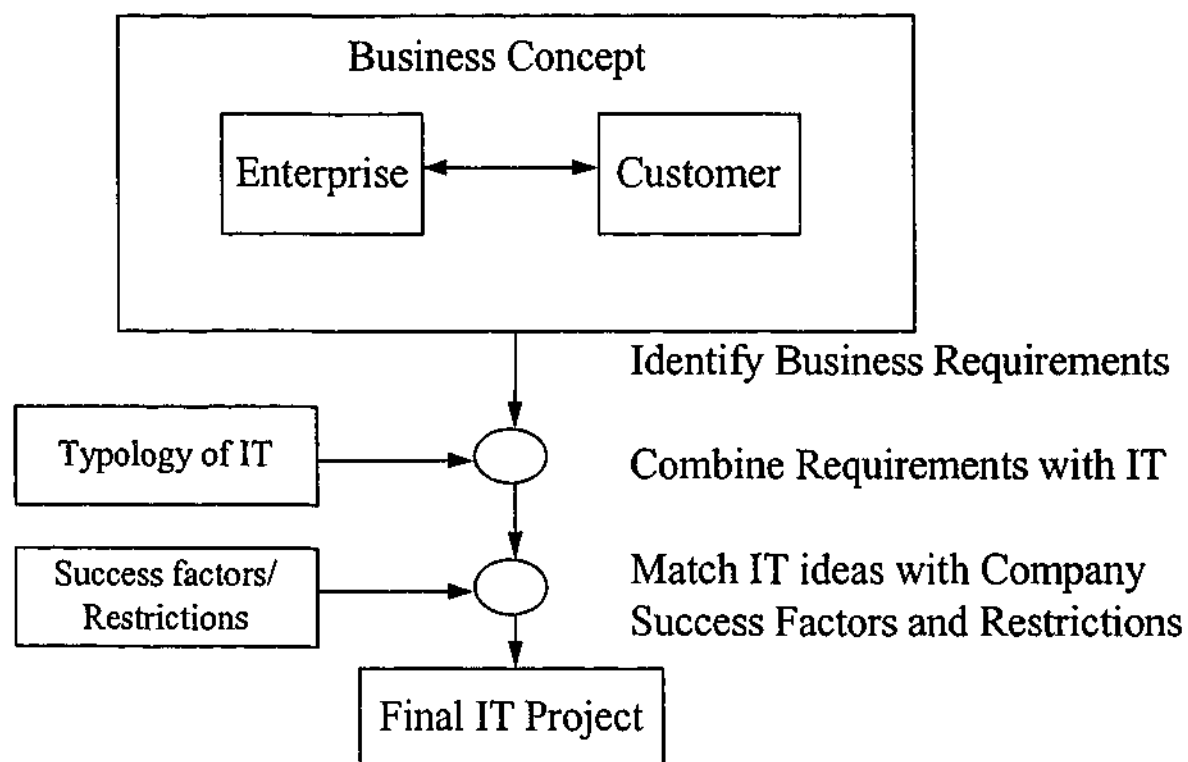 Business Concept
Enterprise
Customer
Identify Business Requirements
Typology of IT
Combine Requirements with IT
Success factors/
Restrictions
Match IT ideas with Company
Success Factors and Restrictions
Final IT Project